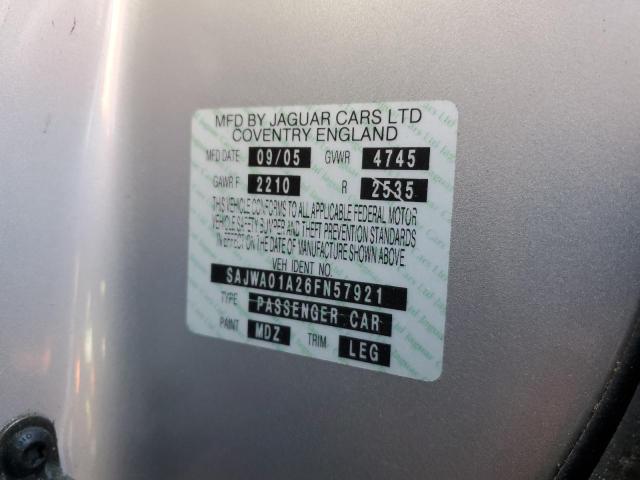 MFD BY JAGUAR CARS LTD
COVENTRY ENGLAND
MFD DATE 09/05 GVWR 4745
GAWR F 2210 R 2535
THIS VEHICLE CONFORMS TO ALL APPLICABLE FEDERAL MOTOR
VEHICLE SAFETY, BUMPER AND THEFT PREVENTION STANDARDS
IN EFFECT ON THE DATE OF MANUFACTURE SHOWN ABOVE.
VEH IDENT NO.
SAJWA01A26FN57921
TYPE PASSENGER CAR
PAINT MDZ TRIM LEG